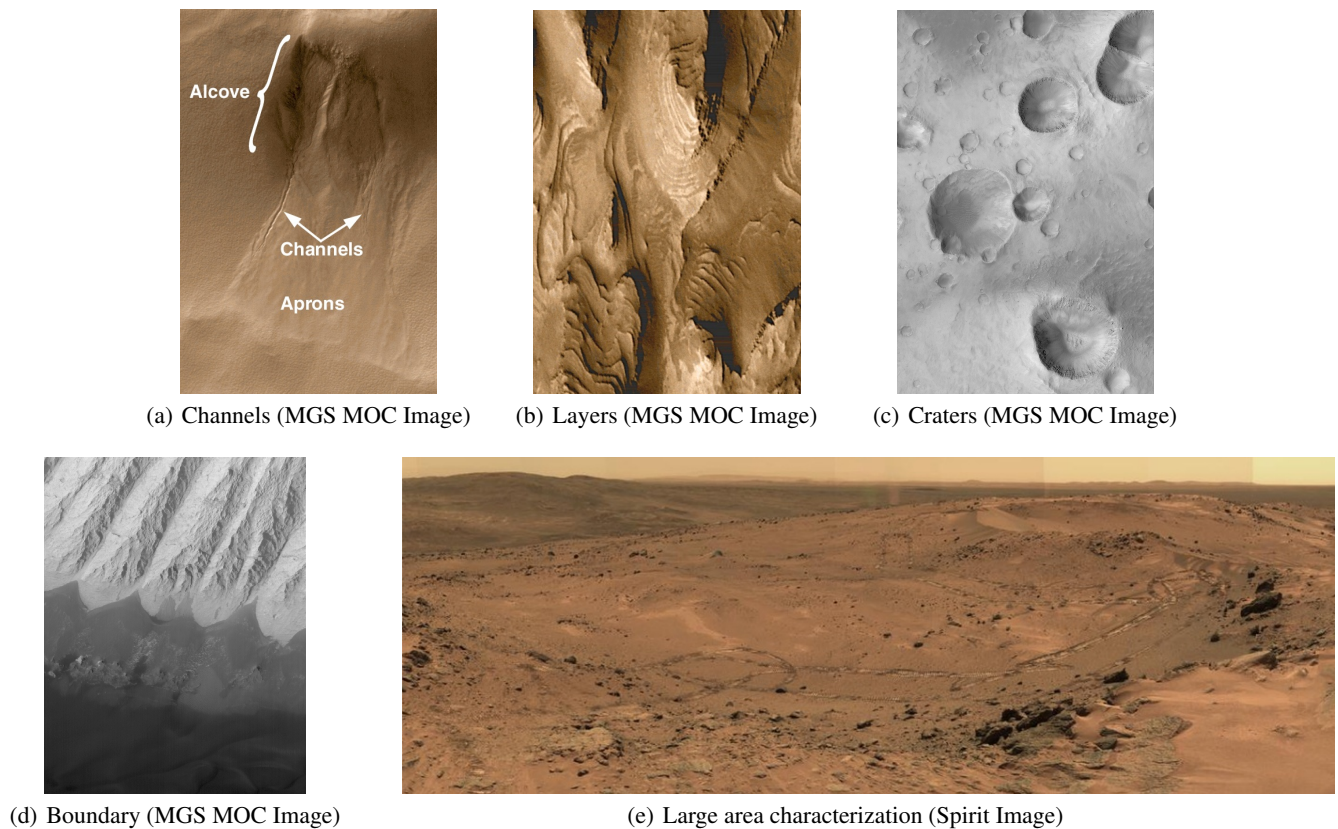 Alcove
Channels
Aprons
(a) Channels (MGS MOC Image)
(b) Layers (MGS MOC Image)
(c) Craters (MGS MOC Image)
(d) Boundary (MGS MOC Image)
(e) Large area characterization (Spirit Image)